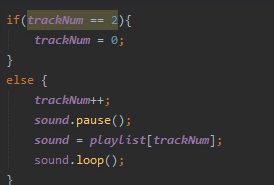 if(trackNum == 2){
trackNum = 0;
}
else {
trackNum++;
sound.pause();
sound = playlist[trackNum];
sound.loop();
}